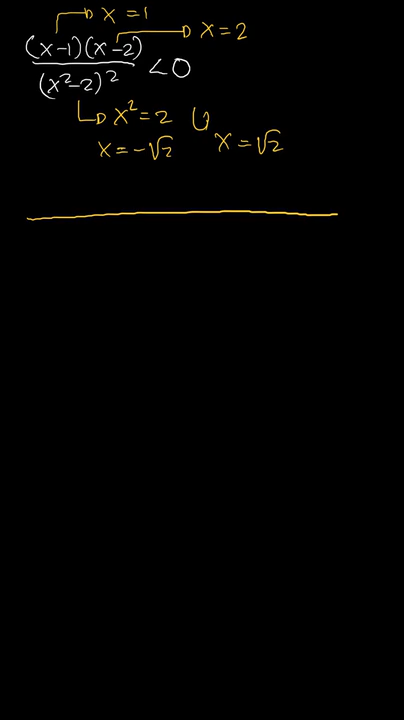 x = 1
(x-1)(x-2) x = 2
(x²-2)² < 0
x² = 2 ∪
x = -√2 x = √2